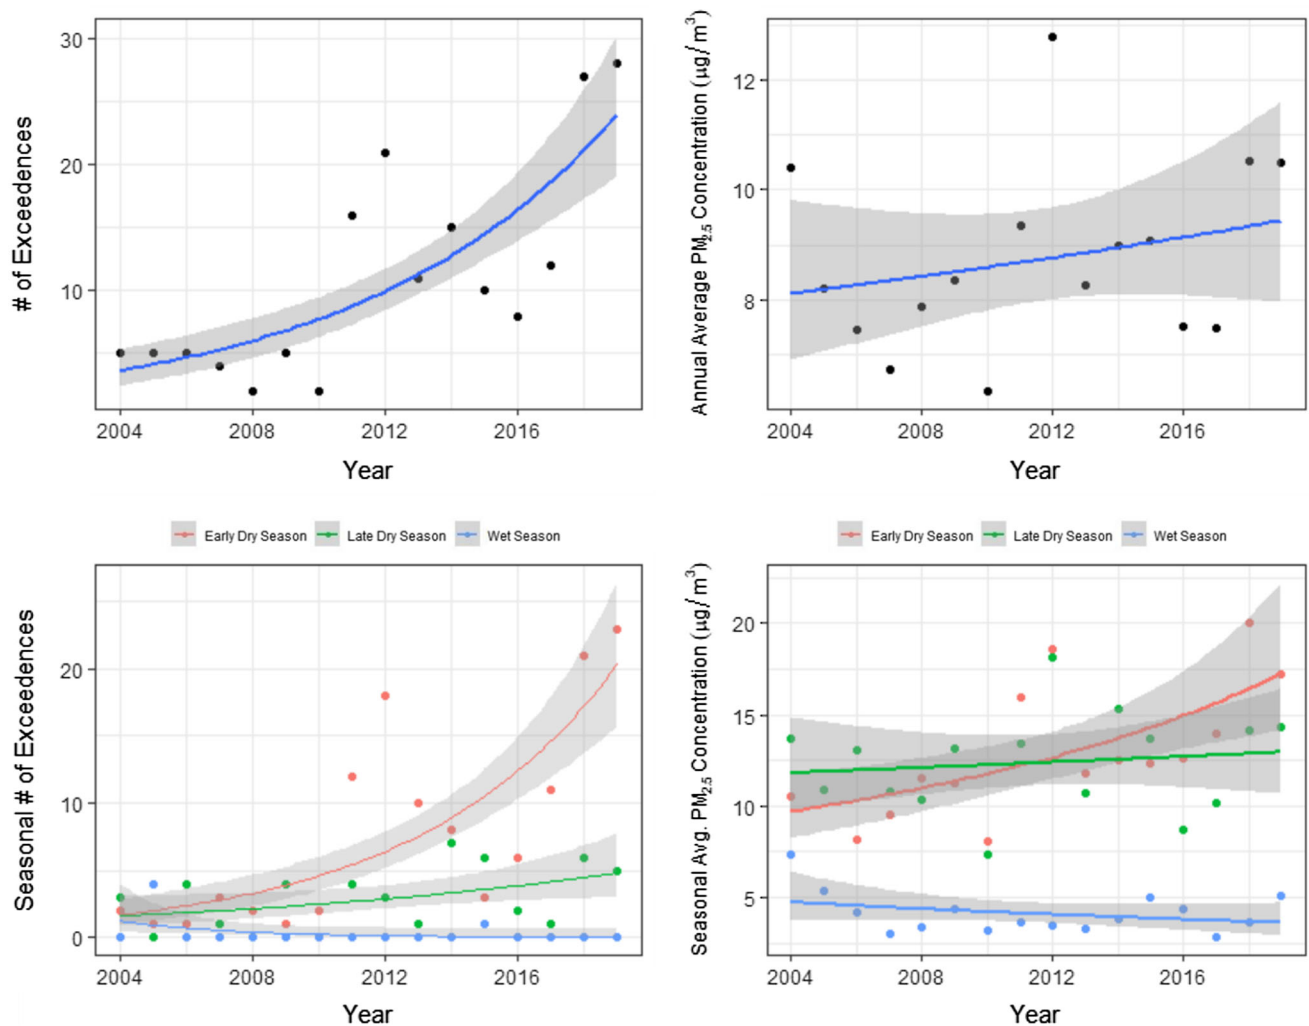 # of Exceedences
30
20
10
2004 2008 2012 2016
Year
Annual Average PM2.5 Concentration (µg/m3)
12
10
8
2004 2008 2012 2016
Year
Early Dry Season Late Dry Season Wet Season
Seasonal # of Exceedences
20
10
0
2004 2008 2012 2016
Year
Early Dry Season Late Dry Season Wet Season
Seasonal Avg. PM2.5 Concentration (µg/m3)
20
15
10
5
2004 2008 2012 2016
Year